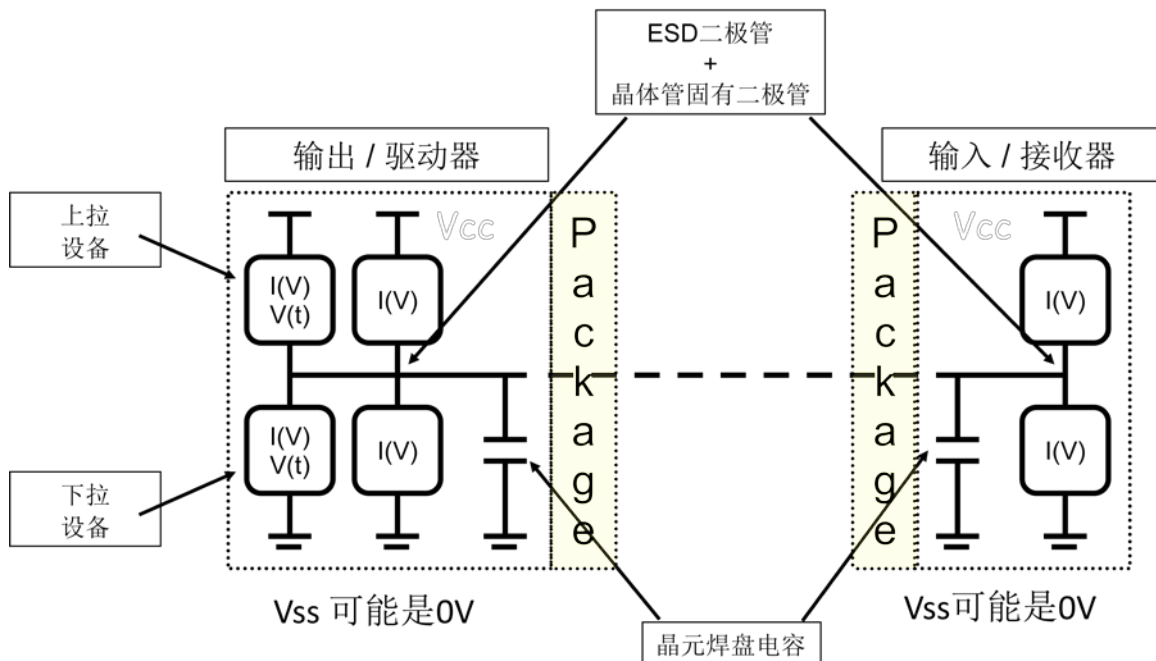 ESD二极管
+
晶体管固有二极管
输出 / 驱动器
输入 / 接收器
上拉
设备
Vcc
Vcc
I(V)
V(t)
I(V)
I(V)
Package
Package
I(V)
V(t)
I(V)
I(V)
下拉
设备
Vss 可能是0V
Vss可能是0V
晶元焊盘电容